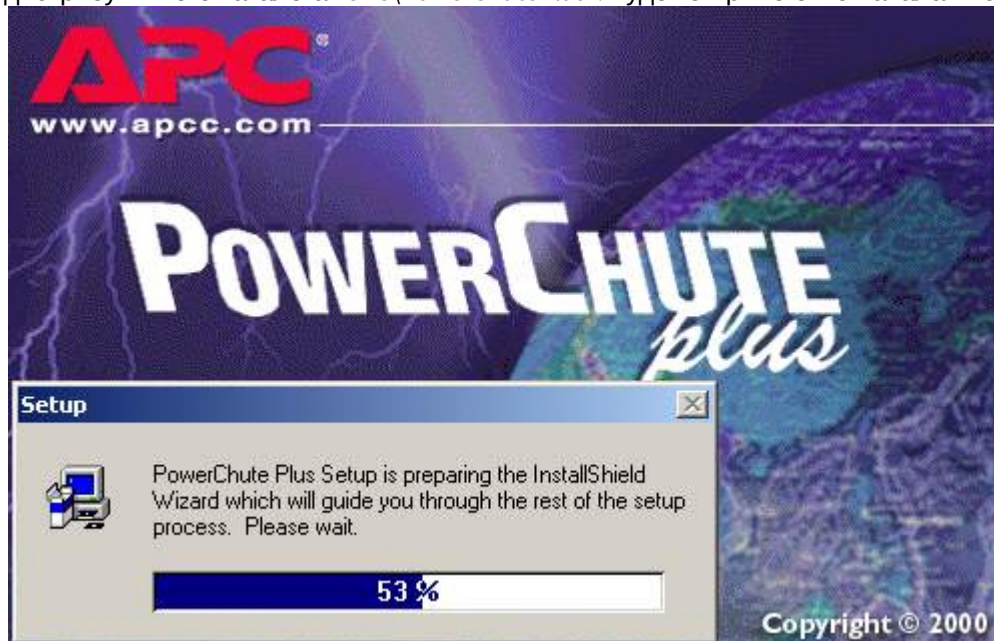 APC®
www.apcc.com
POWERCHUTE
plus
Setup
PowerChute Plus Setup is preparing the InstallShield
Wizard which will guide you through the rest of the setup
process. Please wait.
53 %
Copyright © 2000